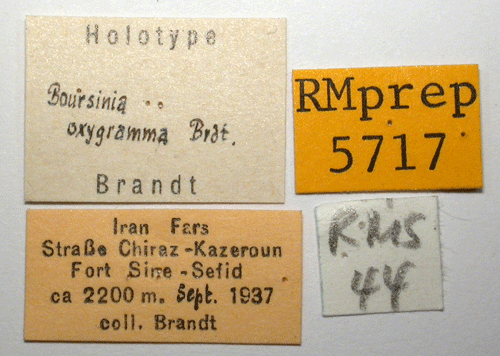 Holotype
Boursinia
oxygramma Brdt.
Brandt
RMprep
5717
Iran Fars
Straße Chiraz-Kazeroun
Fort Sine-Sefid
ca 2200 m. Sept. 1937
coll. Brandt
R.MS
44